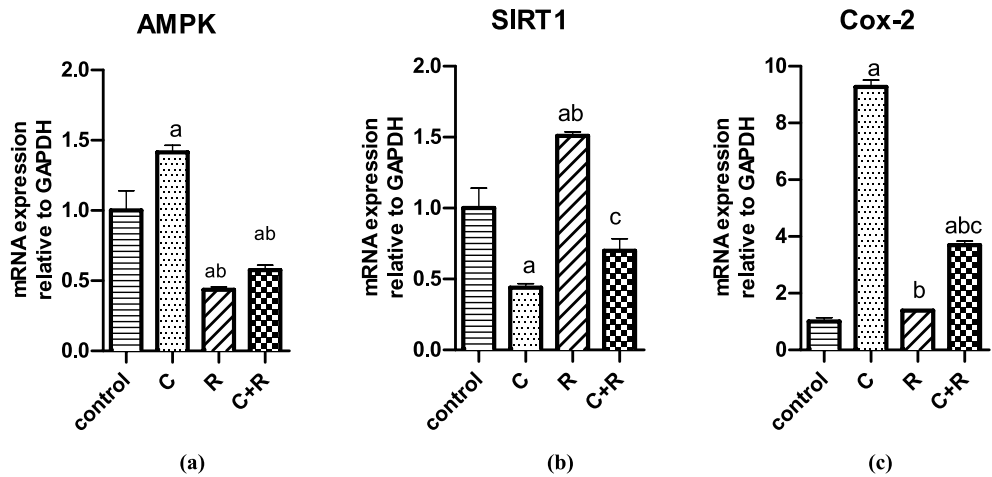 AMPK
mRNA expression
relative to GAPDH
2.0
1.5
1.0
0.5
0.0
a
ab
ab
control
C
R
C+R
(a)
SIRT1
mRNA expression
relative to GAPDH
2.0
1.5
1.0
0.5
0.0
a
ab
c
control
C
R
C+R
(b)
Cox-2
mRNA expression
relative to GAPDH
10
8
6
4
2
0
a
b
abc
control
C
R
C+R
(c)